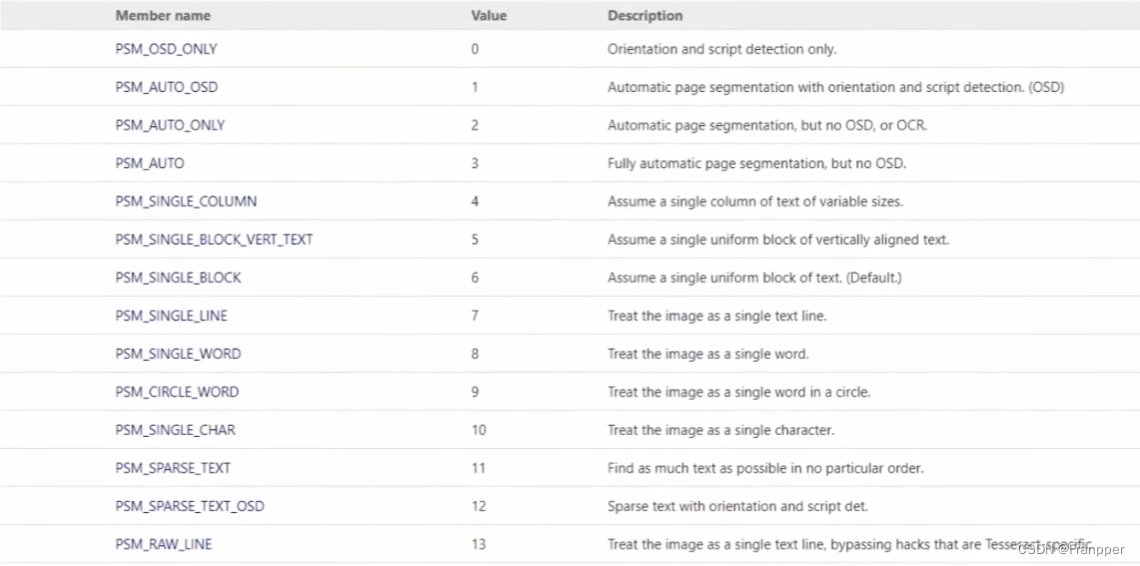 Member name Value Description
PSM_OSD_ONLY 0 Orientation and script detection only.
PSM_AUTO_OSD 1 Automatic page segmentation with orientation and script detection. (OSD)
PSM_AUTO_ONLY 2 Automatic page segmentation, but no OSD, or OCR.
PSM_AUTO 3 Fully automatic page segmentation, but no OSD.
PSM_SINGLE_COLUMN 4 Assume a single column of text of variable sizes.
PSM_SINGLE_BLOCK_VERT_TEXT 5 Assume a single uniform block of vertically aligned text.
PSM_SINGLE_BLOCK 6 Assume a single uniform block of text. (Default.)
PSM_SINGLE_LINE 7 Treat the image as a single text line.
PSM_SINGLE_WORD 8 Treat the image as a single word.
PSM_CIRCLE_WORD 9 Treat the image as a single word in a circle.
PSM_SINGLE_CHAR 10 Treat the image as a single character.
PSM_SPARSE_TEXT 11 Find as much text as possible in no particular order.
PSM_SPARSE_TEXT_OSD 12 Sparse text with orientation and script det.
PSM_RAW_LINE 13 Treat the image as a single text line, bypassing hacks that are Tesseract-specific.
CSDN @Franpper